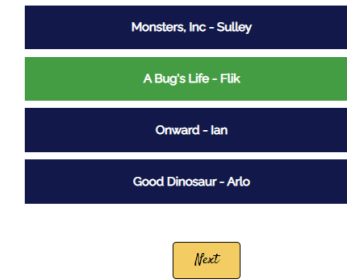 Monsters, Inc - Sulley
A Bug's Life - Flik
Onward - Ian
Good Dinosaur - Arlo
Next